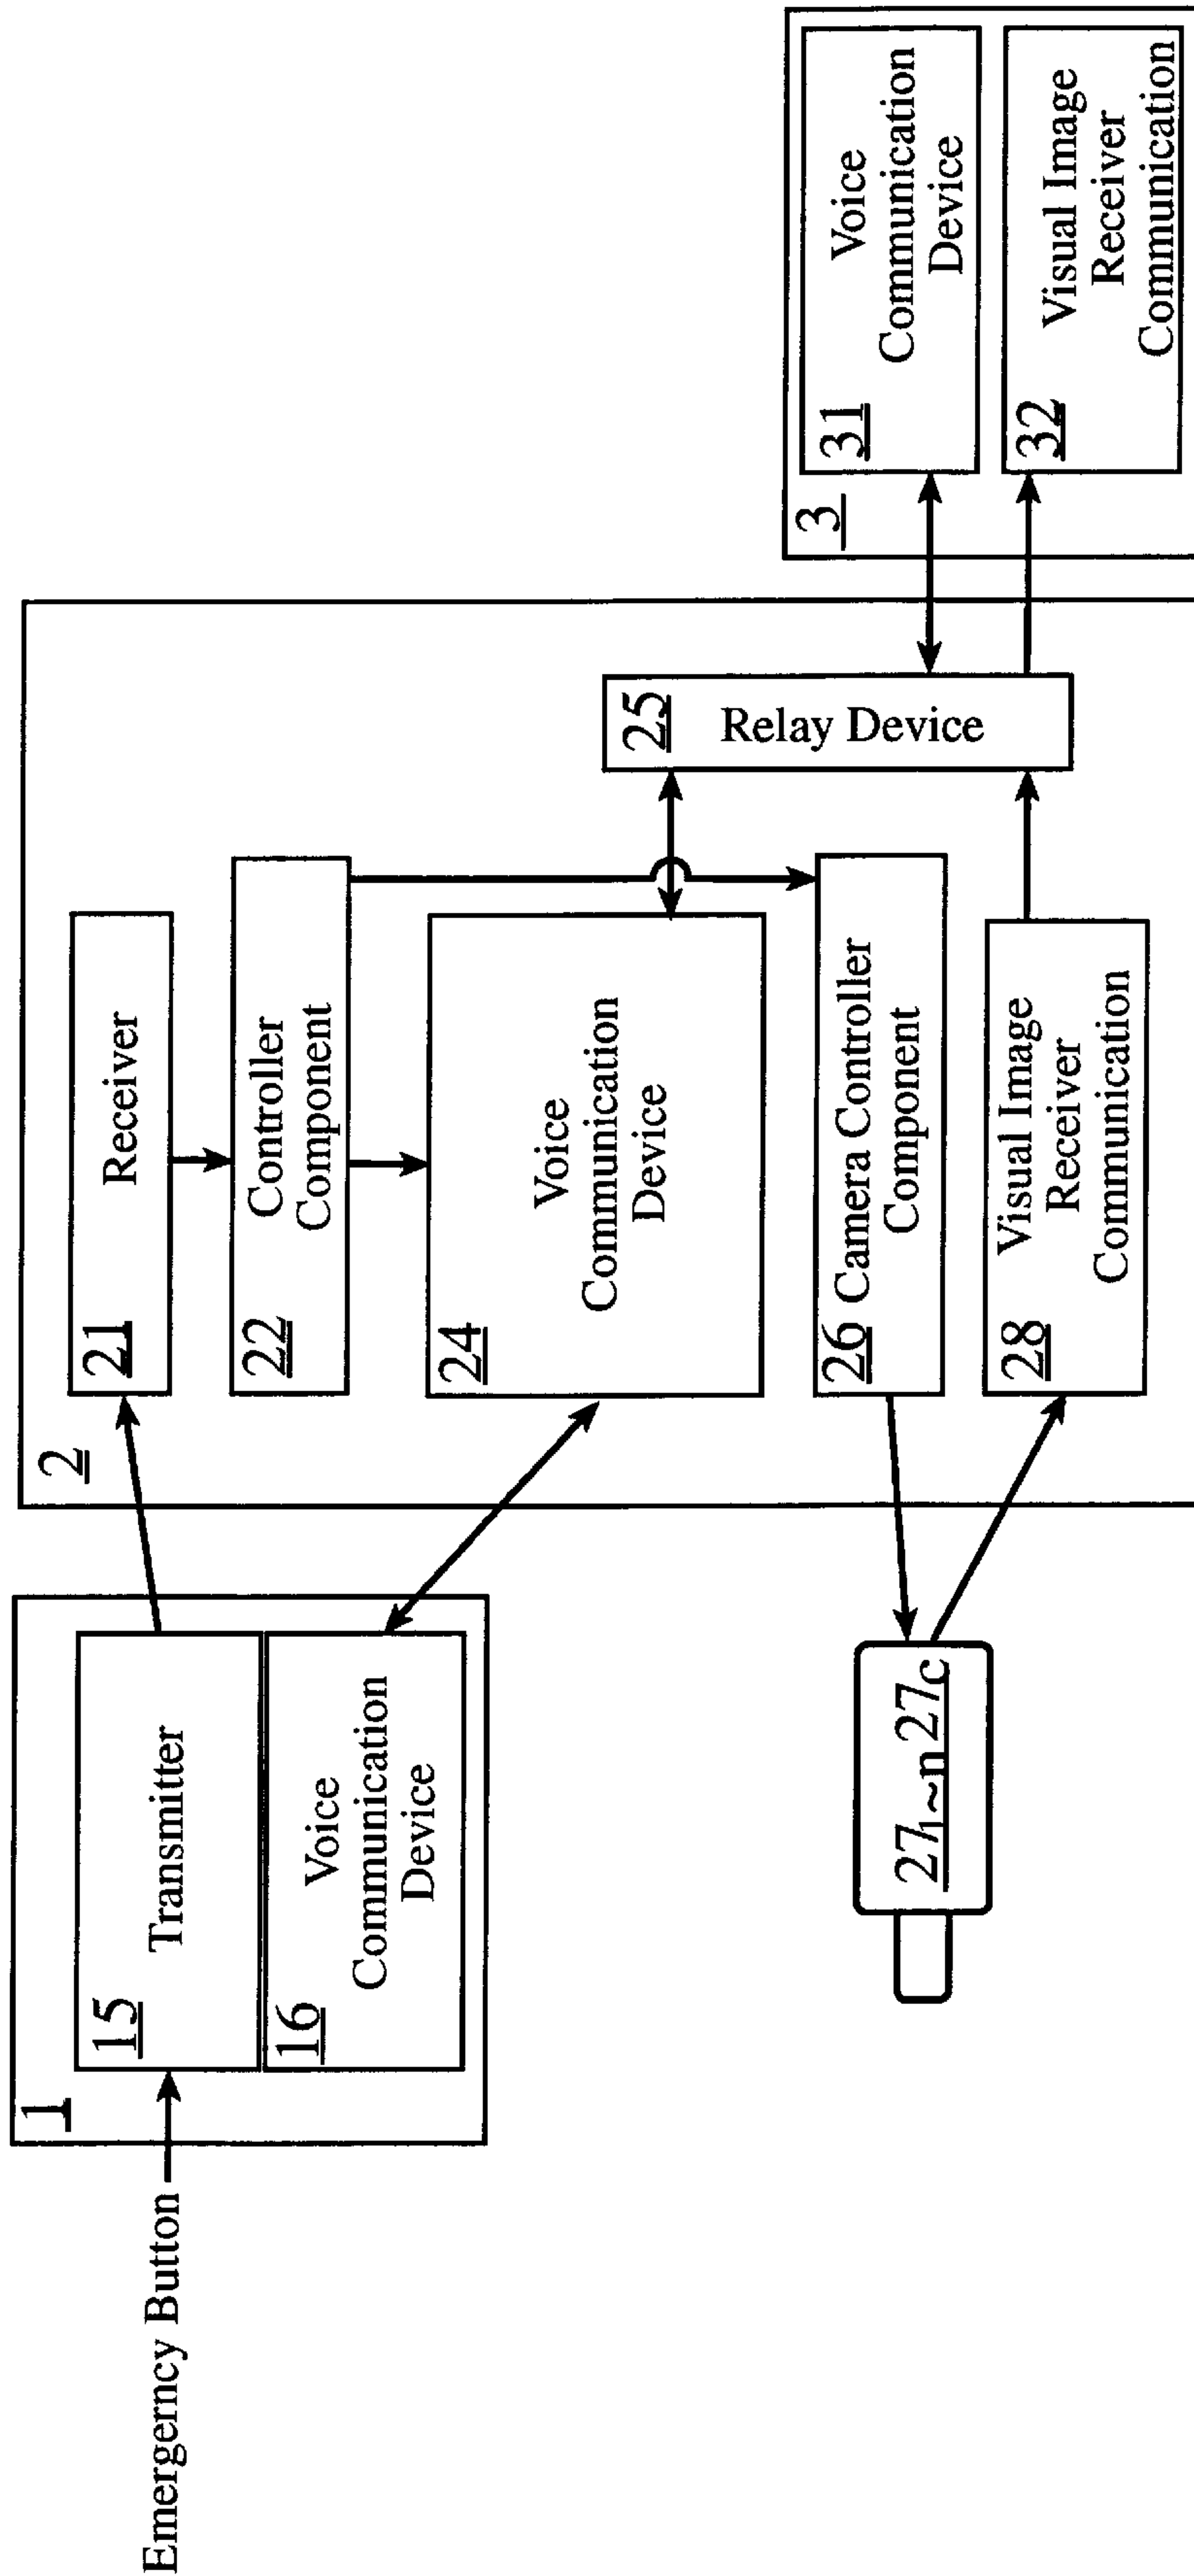 Emergerncy Button
1
15
Transmitter
16
Voice
Communication
Device
2
21
Receiver
22
Controller
Component
24
Voice
Communication
Device
25
Relay Device
26 Camera Controller
Component
27₁~n 27c
28
Visual Image
Receiver
Communication
3
31
Voice
Communication
Device
32
Visual Image
Receiver
Communication